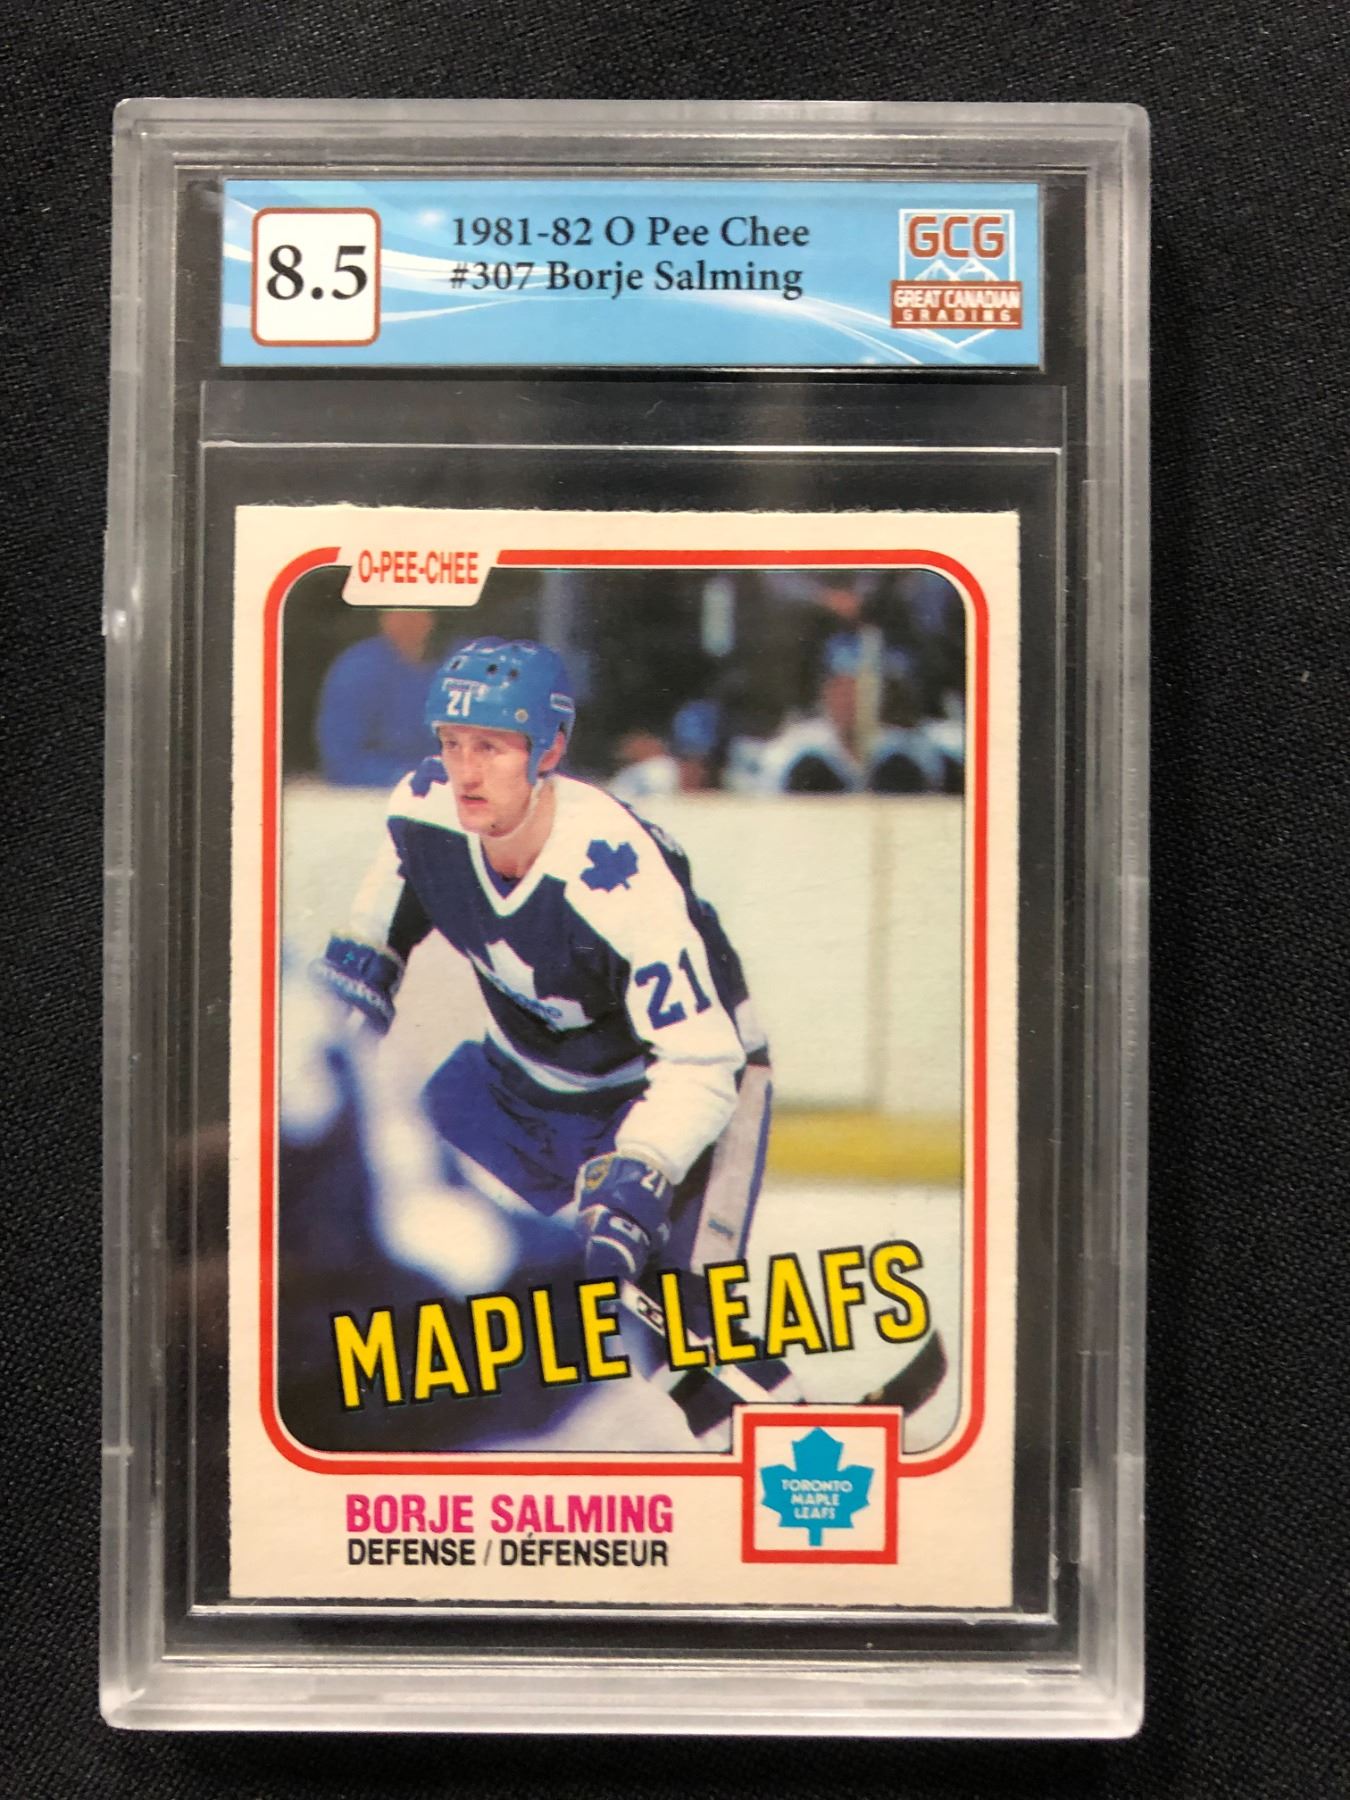 8.5
1981-82 O Pee Chee
#307 Borje Salming
GCG
GREAT CANADIAN
GRADING
O-PEE-CHEE
21
21
21
MAPLE LEAFS
TORONTO
MAPLE
LEAFS
BORJE SALMING
DEFENSE / DÉFENSEUR